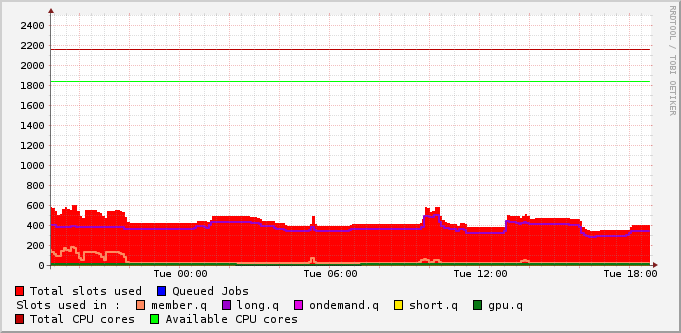 RRDTOOL / TOBI OETIKER
2400
2200
2000
1800
1600
1400
1200
1000
800
600
400
200
0
Tue 00:00 Tue 06:00 Tue 12:00 Tue 18:00
Total slots used Queued Jobs
Slots used in : member.q long.q ondemand.q short.q gpu.q
Total CPU cores Available CPU cores